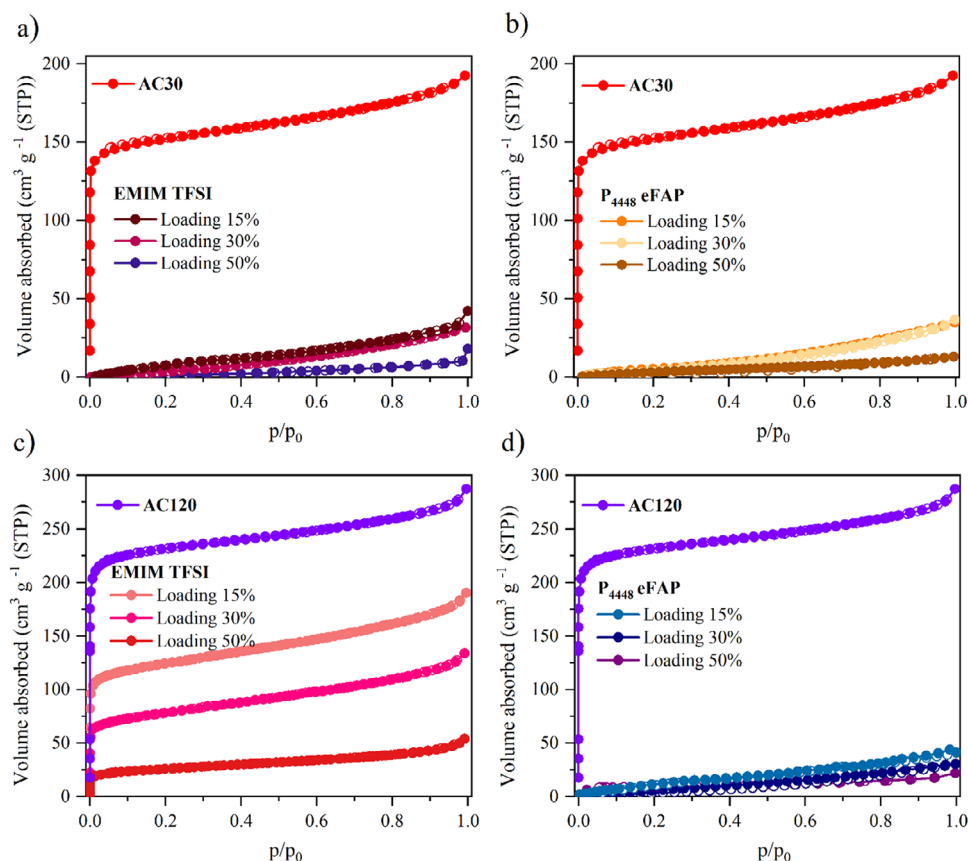 a)
200
150
100
50
0
Volume absorbed (cm³ g⁻¹ (STP))
AC30
EMIM TFSI
Loading 15%
Loading 30%
Loading 50%
0.0 0.2 0.4 0.6 0.8 1.0
p/p₀
b)
200
150
100
50
0
Volume absorbed (cm³ g⁻¹ (STP))
AC30
P₄₄₄₈ eFAP
Loading 15%
Loading 30%
Loading 50%
0.0 0.2 0.4 0.6 0.8 1.0
p/p₀
c)
300
250
200
150
100
50
0
Volume absorbed (cm³ g⁻¹ (STP))
AC120
EMIM TFSI
Loading 15%
Loading 30%
Loading 50%
0.0 0.2 0.4 0.6 0.8 1.0
p/p₀
d)
300
250
200
150
100
50
0
Volume absorbed (cm³ g⁻¹ (STP))
AC120
P₄₄₄₈ eFAP
Loading 15%
Loading 30%
Loading 50%
0.0 0.2 0.4 0.6 0.8 1.0
p/p₀